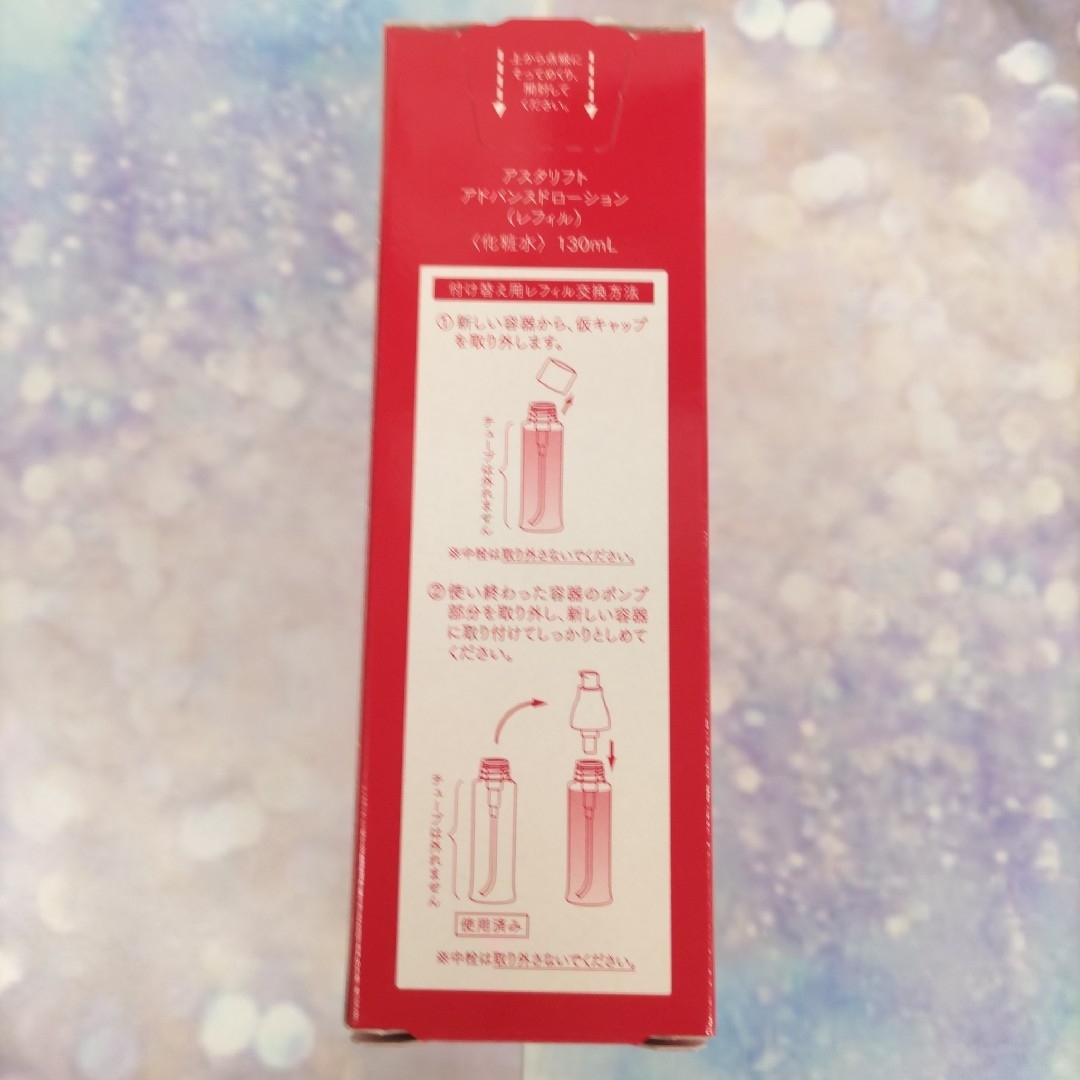 上から点線に
そってめくり、
開封して
ください。
アスタリフト
アドバンスドローション
（レフィル）
〈化粧水〉 130mL
付け替え用レフィル交換方法
①新しい容器から、仮キャップ
を取り外します。
チューブは外れません
※中栓は取り外さないでください。
②使い終わった容器のポンプ
部分を取り外し、新しい容器
に取り付けてしっかりとしめて
ください。
チューブは外れません
使用済み
※中栓は取り外さないでください。